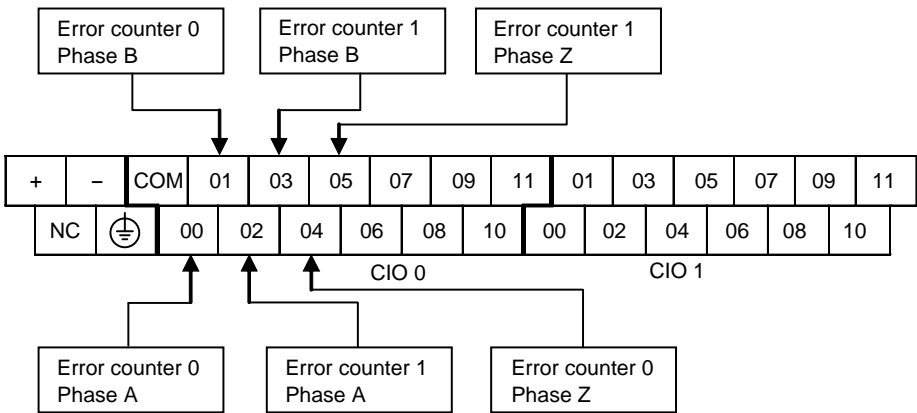 Error counter 0
Phase B
Error counter 1
Phase B
Error counter 1
Phase Z
+ – COM 01 03 05 07 09 11 01 03 05 07 09 11
NC 00 02 04 06 08 10 00 02 04 06 08 10
CIO 0 CIO 1
Error counter 0
Phase A
Error counter 1
Phase A
Error counter 0
Phase Z